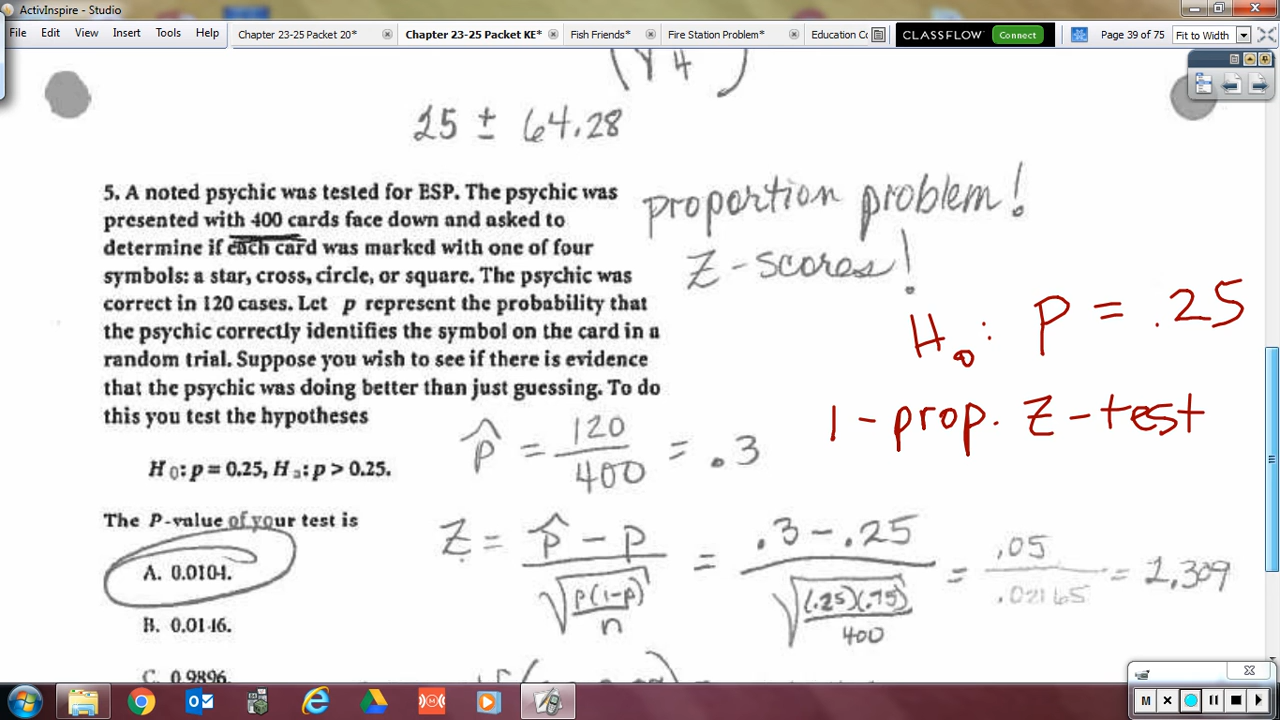 ActivInspire - Studio
File Edit View Insert Tools Help
Chapter 23-25 Packet 20* Chapter 23-25 Packet KE* Fish Friends* Fire Station Problem* Education Co CLASSFLOW Connect Page 39 of 75 Fit to Width
( √4 )
25 ± 64.28
5. A noted psychic was tested for ESP. The psychic was
presented with 400 cards face down and asked to
determine if each card was marked with one of four
symbols: a star, cross, circle, or square. The psychic was
correct in 120 cases. Let p represent the probability that
the psychic correctly identifies the symbol on the card in a
random trial. Suppose you wish to see if there is evidence
that the psychic was doing better than just guessing. To do
this you test the hypotheses
proportion problem!
Z-scores!
H₀: p = .25
1-prop. Z-test
H₀: p = 0.25, Hₐ: p > 0.25.
p̂ = 120/400 = .3
The P-value of your test is
Z = (p̂ - p)/√(p(1-p)/n) = (.3 - .25)/√((.25)(.75)/400) = .05/.02165 = 2.309
A. 0.0104.
B. 0.0146.
C. 0.9896.